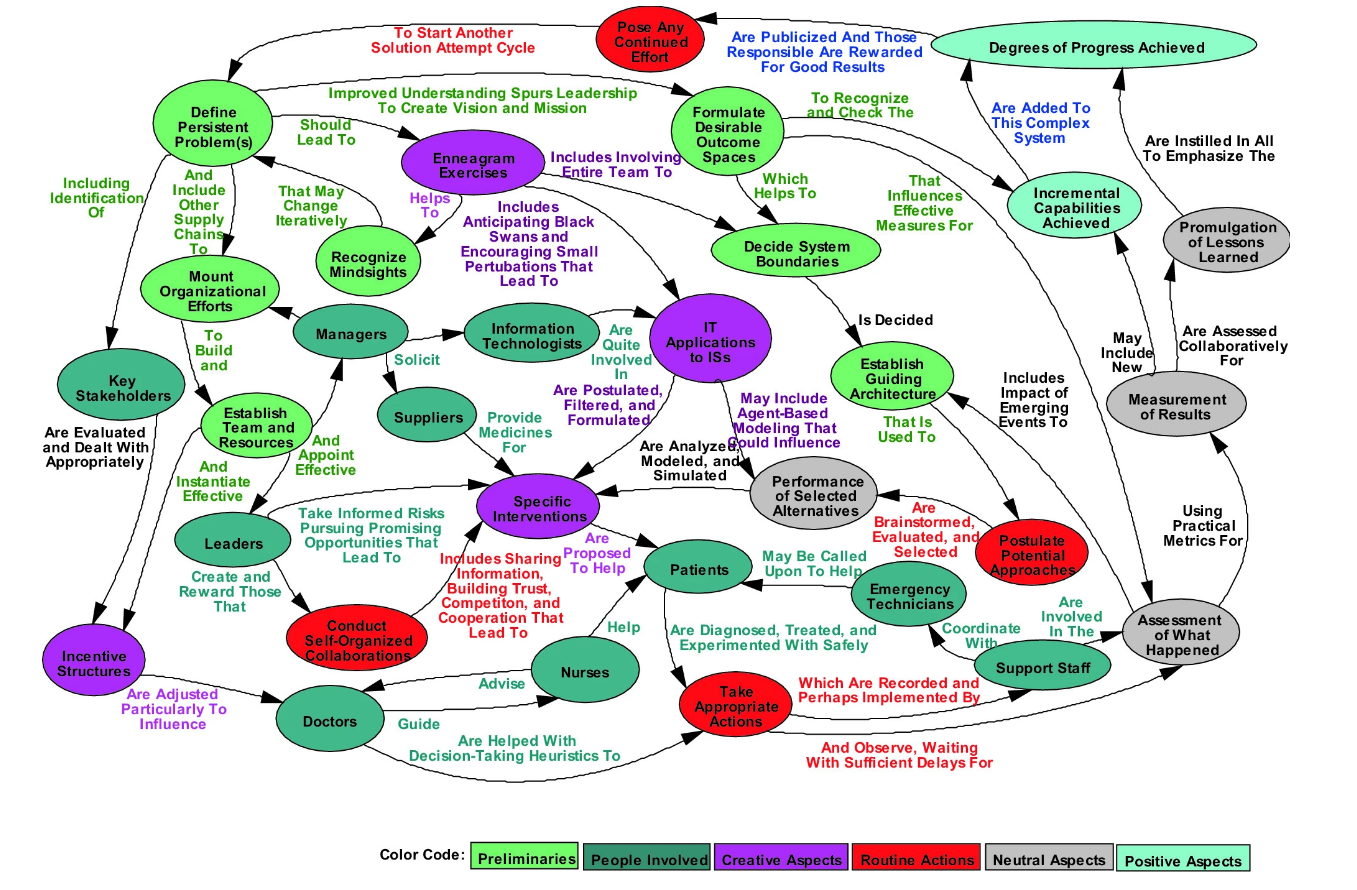 To Start Another
Solution Attempt Cycle
Pose Any
Continued
Effort
Are Publicized And Those
Responsible Are Rewarded
For Good Results
Degrees of Progress Achieved
Define
Persistent
Problem(s)
Improved Understanding Spurs Leadership
To Create Vision and Mission
Should
Lead To
Formulate
Desirable
Outcome
Spaces
To Recognize
and Check The
Are Added To
This Complex
System
Are Instilled In All
To Emphasize The
Enneagram
Exercises
Includes Involving
Entire Team To
Including
Identification
Of
And
Include
Other
Supply
Chains
To
That May
Change
Iteratively
Helps
To
Includes
Anticipating Black
Swans and
Encouraging Small
Pertubations That
Lead To
Which
Helps To
That
Influences
Effective
Measures For
Incremental
Capabilities
Achieved
Promulgation
of Lessons
Learned
Recognize
Mindsights
Decide System
Boundaries
Mount
Organizational
Efforts
Managers
Information
Technologists
Are
Quite
Involved
In
IT
Applications
to ISs
Is Decided
May
Include
New
Are Assessed
Collaboratively
For
To
Build
and
Solicit
Key
Stakeholders
Suppliers
Are Postulated,
Filtered, and
Formulated
May Include
Agent-Based
Modeling That
Could Influence
Establish
Guiding
Architecture
Includes
Impact of
Emerging
Events To
Measurement
of Results
Establish
Team and
Resources
Provide
Medicines
For
That Is
Used To
Are Evaluated
and Dealt With
Appropriately
And
Appoint
Effective
Are Analyzed,
Modeled, and
Simulated
And
Instantiate
Effective
Performance
of Selected
Alternatives
Specific
Interventions
Take Informed Risks
Pursuing Promising
Opportunities That
Lead To
Leaders
Are
Brainstormed,
Evaluated, and
Selected
Using
Practical
Metrics For
Postulate
Potential
Approaches
Are
Proposed
To Help
Includes Sharing
Information,
Building Trust,
Competiton, and
Cooperation That
Lead To
Create and
Reward Those
That
Patients
May Be Called
Upon To Help
Emergency
Technicians
Are
Involved
In The
Conduct
Self-Organized
Collaborations
Help
Are Diagnosed, Treated, and
Experimented With Safely
Coordinate
With
Assessment
of What
Happened
Incentive
Structures
Nurses
Support Staff
Advise
Are Adjusted
Particularly To
Influence
Doctors
Guide
Take
Appropriate
Actions
Which Are Recorded and
Perhaps Implemented By
Are Helped With
Decision-Taking Heuristics To
And Observe, Waiting
With Sufficient Delays For
Color Code:
Preliminaries
People Involved
Creative Aspects
Routine Actions
Neutral Aspects
Positive Aspects